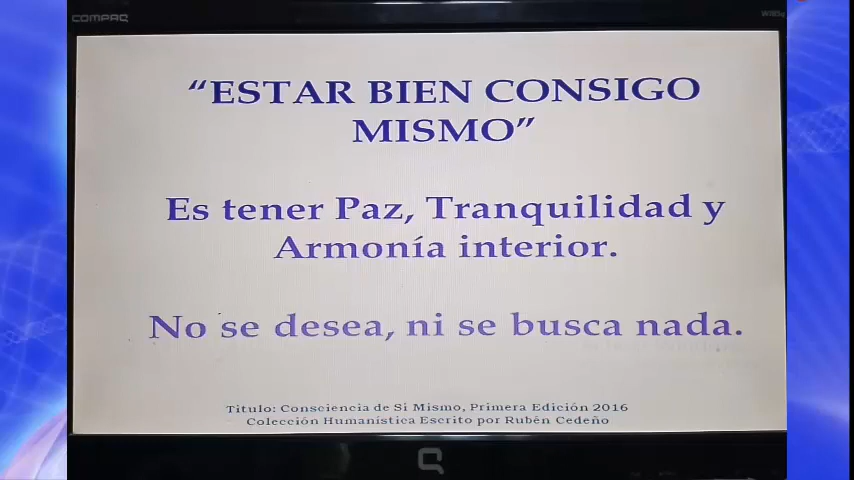 COMPAQ
“ESTAR BIEN CONSIGO
MISMO”
Es tener Paz, Tranquilidad y
Armonía interior.
No se desea, ni se busca nada.
Titulo: Consciencia de Sí Mismo, Primera Edición 2016
Colección Humanística Escrito por Rubén Cedeño